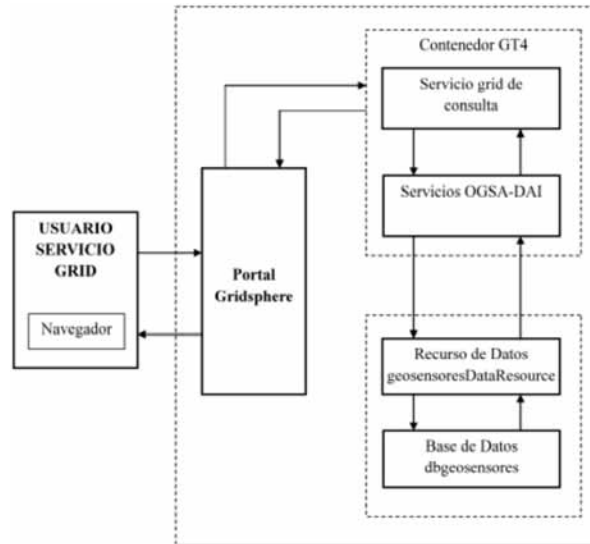 Contenedor GT4
Servicio grid de
consulta
Servicios OGSA-DAI
USUARIO
SERVICIO
GRID
Navegador
Portal
Gridsphere
Recurso de Datos
geosensoresDataResource
Base de Datos
dbgeosensores